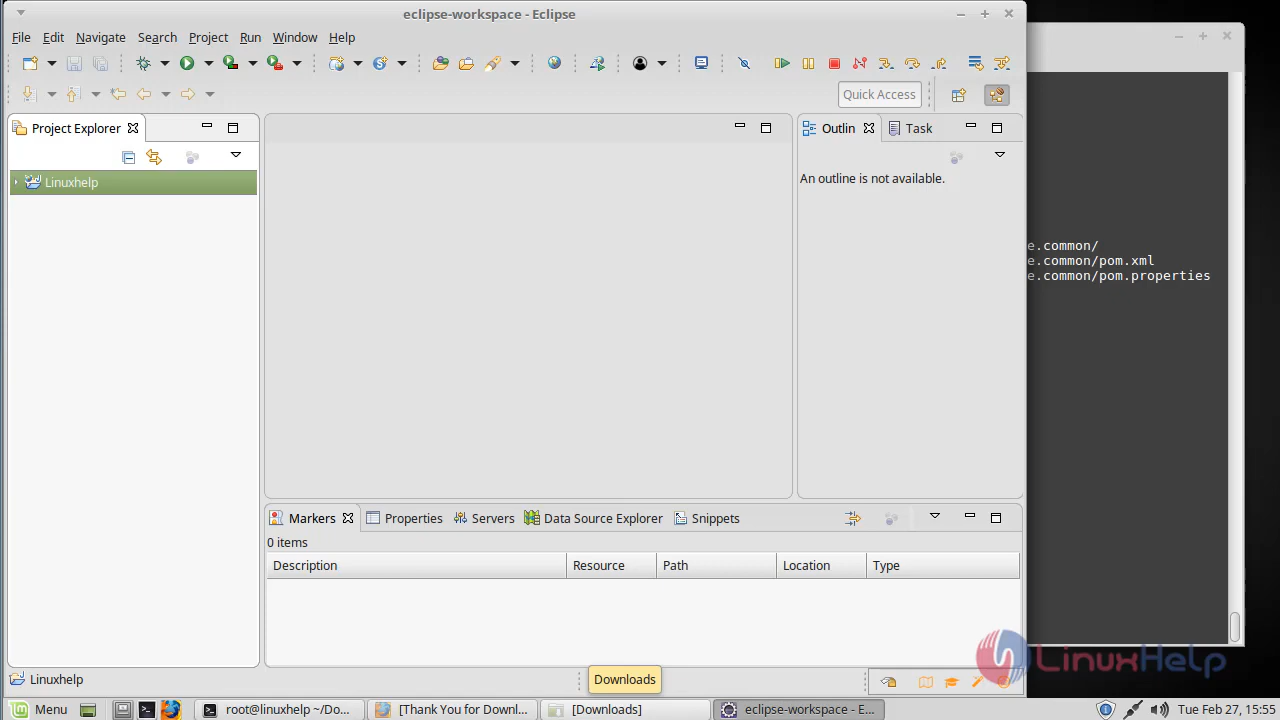 eclipse-workspace - Eclipse
File Edit Navigate Search Project Run Window Help
Quick Access
Project Explorer
Linuxhelp
Outlin Task
An outline is not available.
e.common/
e.common/pom.xml
e.common/pom.properties
Markers Properties Servers Data Source Explorer Snippets
0 items
Description Resource Path Location Type
Linuxhelp
Downloads
LinuxHelp
Menu root@linuxhelp ~/Do... [Thank You for Downl... [Downloads] eclipse-workspace - E... Tue Feb 27, 15:55